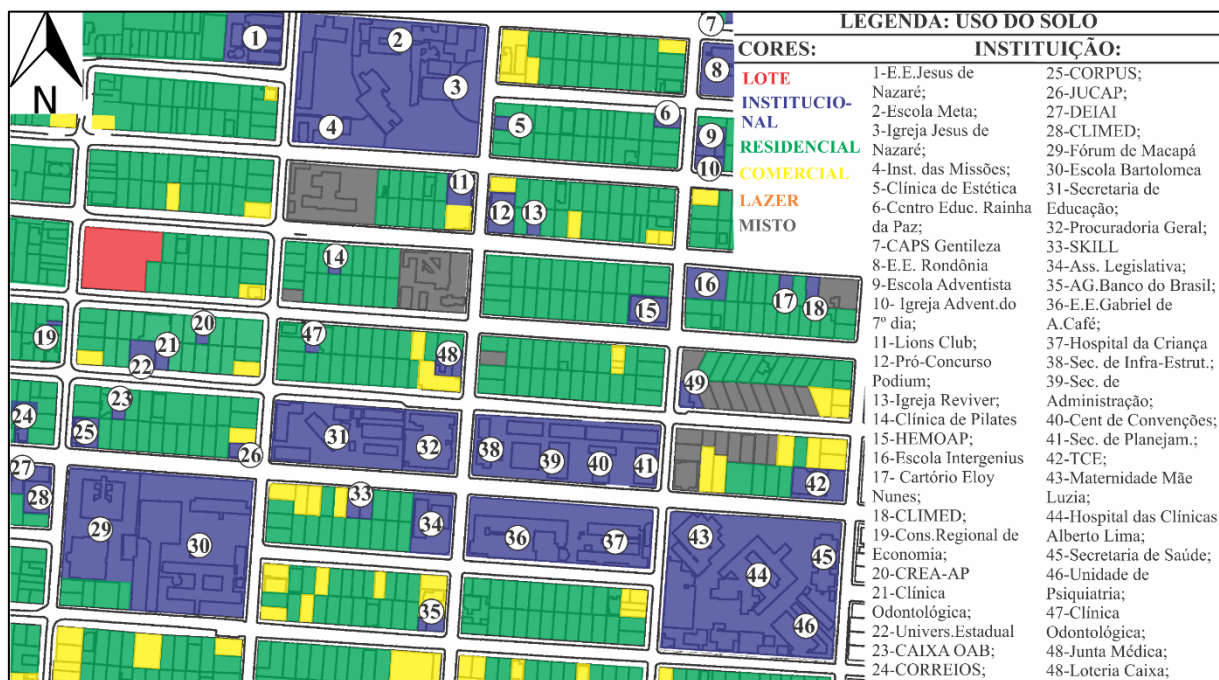 LEGENDA: USO DO SOLO
CORES:
INSTITUIÇÃO:
LOTE
INSTITUCIO-
NAL
RESIDENCIAL
COMERCIAL
LAZER
MISTO
1-E.E.Jesus de
Nazaré;
2-Escola Meta;
3-Igreja Jesus de
Nazaré;
4-Inst. das Missões;
5-Clínica de Estética
6-Centro Educ. Rainha
da Paz;
7-CAPS Gentileza
8-E.E. Rondônia
9-Escola Adventista
10- Igreja Advent.do
7º dia;
11-Lions Club;
12-Pró-Concurso
Podium;
13-Igreja Reviver;
14-Clínica de Pilates
15-HEMOAP;
16-Escola Intergenius
17- Cartório Eloy
Nunes;
18-CLIMED;
19-Cons.Regional de
Economia;
20-CREA-AP
21-Clínica
Odontológica;
22-Univers.Estadual
23-CAIXA OAB;
24-CORREIOS;
25-CORPUS;
26-JUCAP;
27-DEIAI
28-CLIMED;
29-Fórum de Macapá
30-Escola Bartolomea
31-Secretaria de
Educação;
32-Procuradoria Geral;
33-SKILL
34-Ass. Legislativa;
35-AG.Banco do Brasil;
36-E.E.Gabriel de
A.Café;
37-Hospital da Criança
38-Sec. de Infra-Estrut.;
39-Sec. de
Administração;
40-Cent de Convenções;
41-Sec. de Planejam.;
42-TCE;
43-Maternidade Mãe
Luzia;
44-Hospital das Clínicas
Alberto Lima;
45-Secretaria de Saúde;
46-Unidade de
Psiquiatria;
47-Clínica
Odontológica;
48-Junta Médica;
48-Loteria Caixa;
N
1
2
3
4
5
6
7
8
9
10
11
12
13
14
15
16
17
18
19
20
21
22
23
24
25
26
27
28
29
30
31
32
33
34
35
36
37
38
39
40
41
42
43
44
45
46
47
48
49